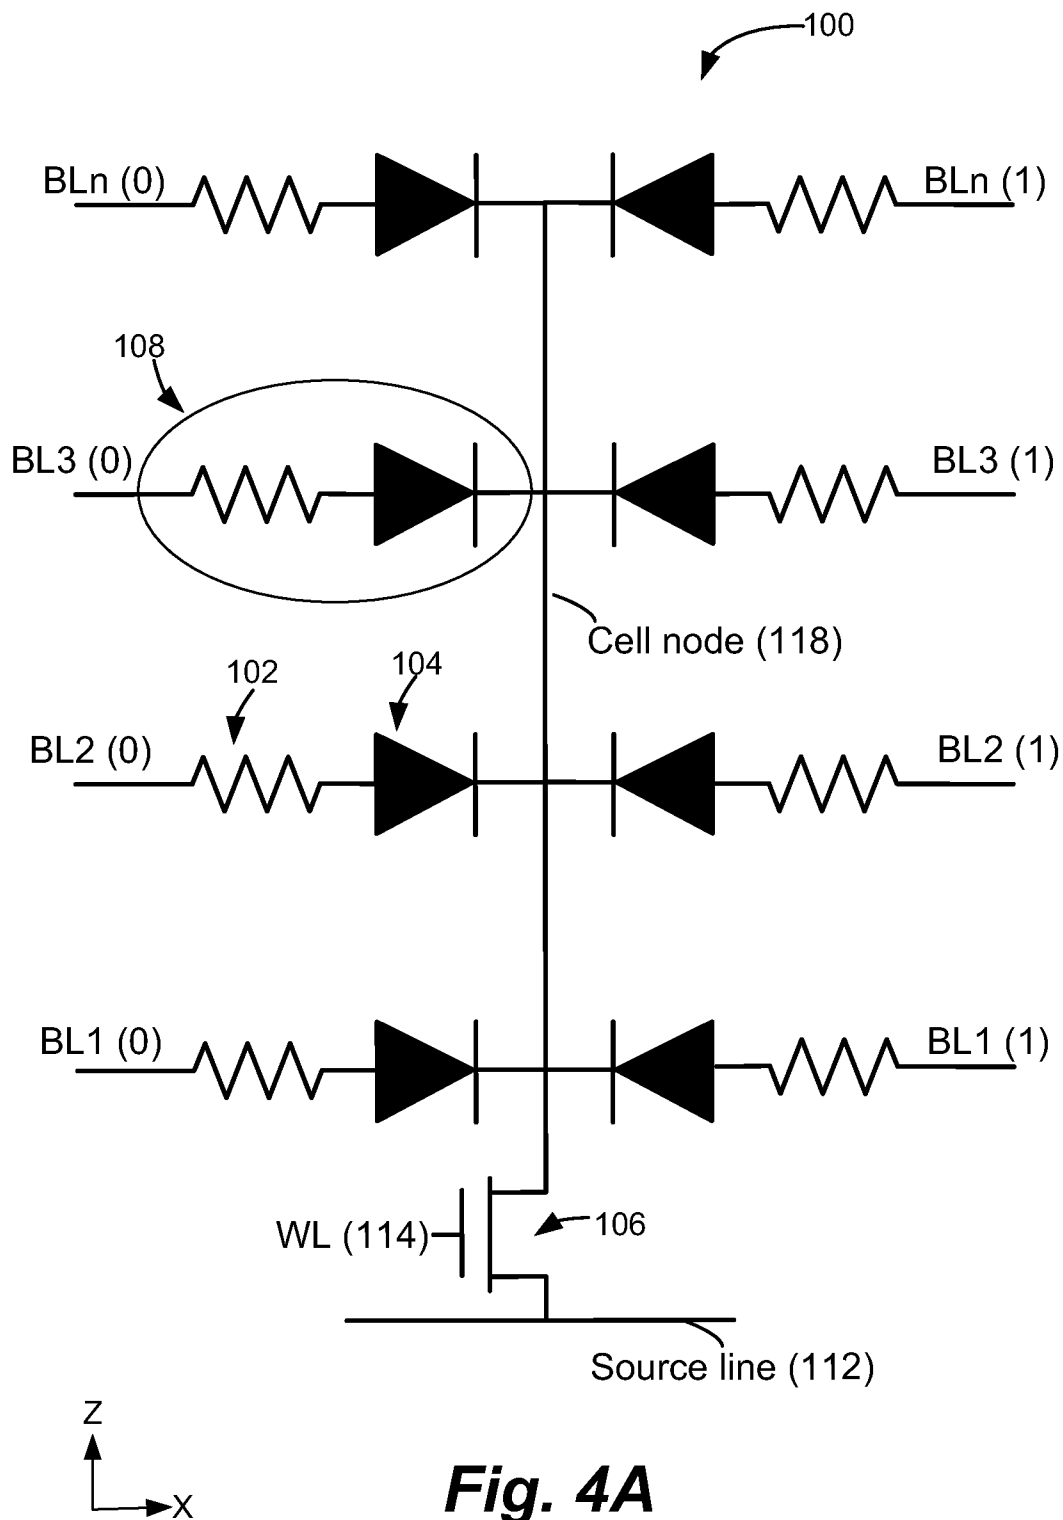 100
BLn (0)
BLn (1)
108
BL3 (0)
BL3 (1)
Cell node (118)
102
104
BL2 (0)
BL2 (1)
BL1 (0)
BL1 (1)
WL (114)
106
Source line (112)
Z
X
Fig. 4A